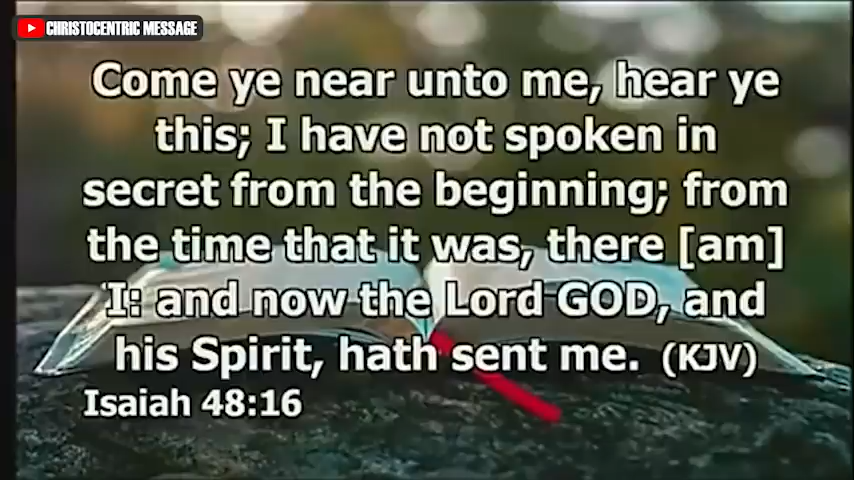 CHRISTOCENTRIC MESSAGE
Come ye near unto me, hear ye
this; I have not spoken in
secret from the beginning; from
the time that it was, there [am]
I: and now the Lord GOD, and
his Spirit, hath sent me. (KJV)
Isaiah 48:16